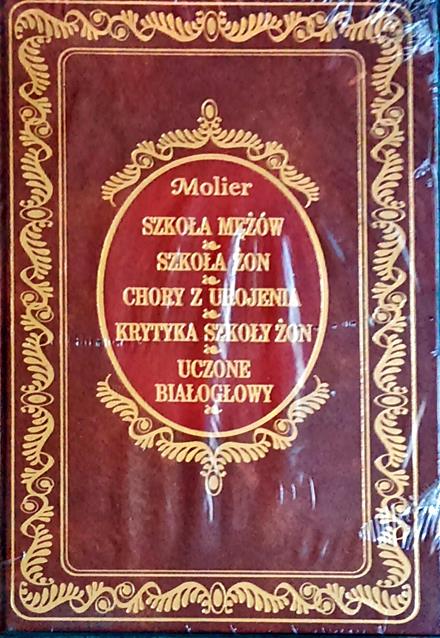 Molier
SZKOŁA MĘŻÓW
SZKOŁA ŻON
CHORY Z UROJENIA
KRYTYKA SZKOŁY ŻON
UCZONE
BIAŁOGŁOWY